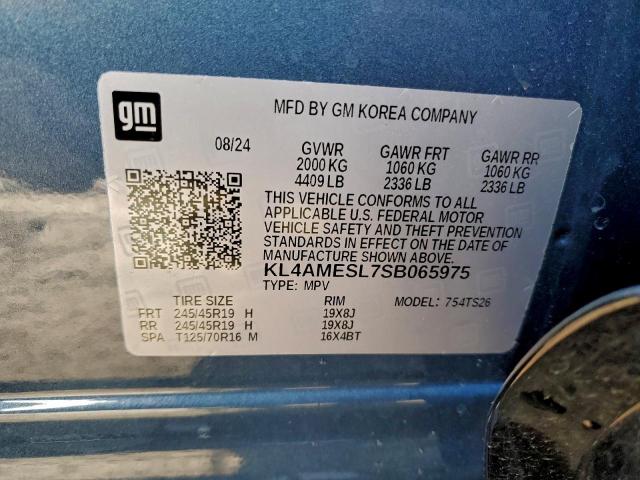 gm
MFD BY GM KOREA COMPANY
08/24 GVWR GAWR FRT GAWR RR
2000 KG 1060 KG 1060 KG
4409 LB 2336 LB 2336 LB
THIS VEHICLE CONFORMS TO ALL
APPLICABLE U.S. FEDERAL MOTOR
VEHICLE SAFETY AND THEFT PREVENTION
STANDARDS IN EFFECT ON THE DATE OF
MANUFACTURE SHOWN ABOVE.
KL4AMESL7SB065975
TYPE: MPV
TIRE SIZE RIM MODEL: 754TS26
FRT 245/45R19 H 19X8J
RR 245/45R19 H 19X8J
SPA T125/70R16 M 16X4BT